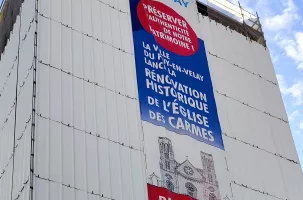 PRÉSERVER
L'AUTHENTICITÉ
DE NOTRE
PATRIMOINE !
LA VILLE
DU PUY-EN-VELAY
LANCE LA
RÉNOVATION
HISTORIQUE
DE L'ÉGLISE
DES CARMES